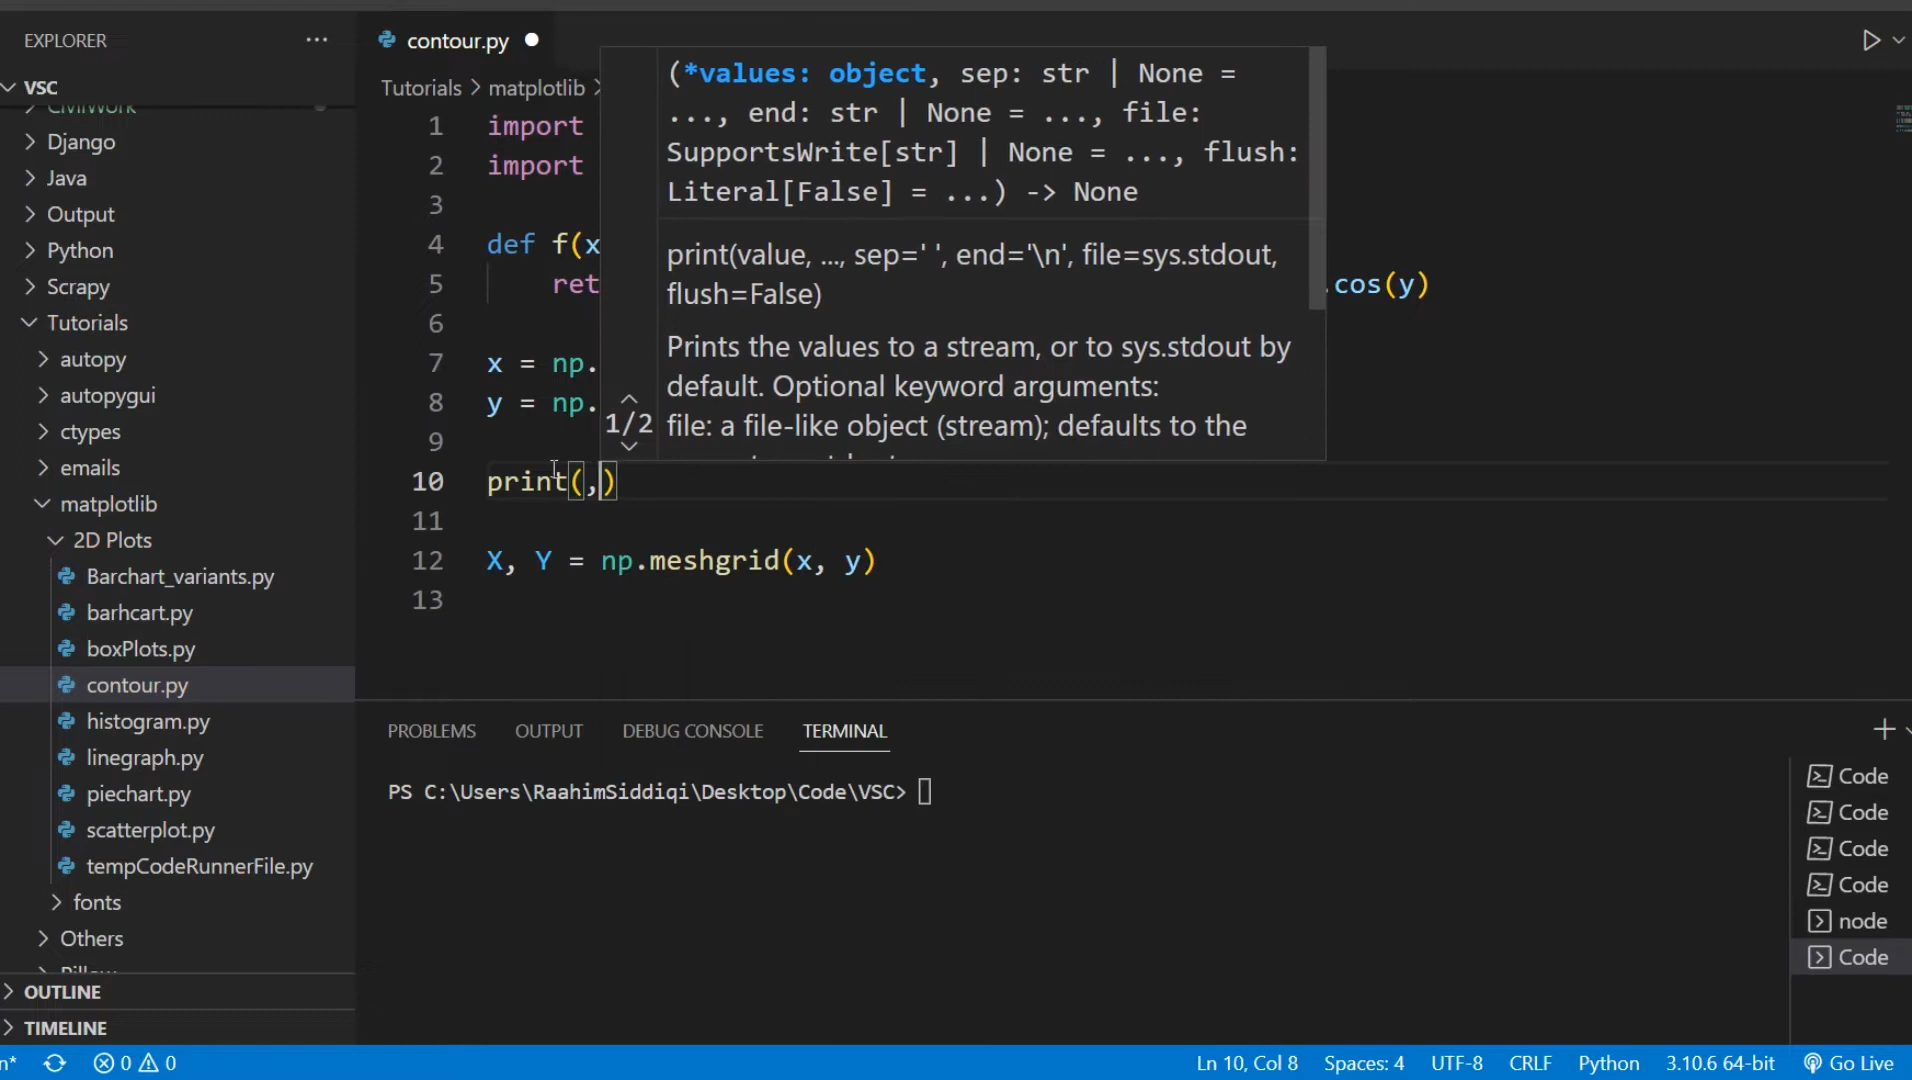 EXPLORER
VSC
Django
Java
Output
Python
Scrapy
Tutorials
autopy
autopygui
ctypes
emails
matplotlib
2D Plots
Barchart_variants.py
barhcart.py
boxPlots.py
contour.py
histogram.py
linegraph.py
piechart.py
scatterplot.py
tempCodeRunnerFile.py
fonts
Others
OUTLINE
TIMELINE
contour.py
Tutorials > matplotlib >
1 import
2 import
3
4 def f(x
5 ret .cos(y)
6
7 x = np.
8 y = np.
9
10 print(,)
11
12 X, Y = np.meshgrid(x, y)
13
(*values: object, sep: str | None =
..., end: str | None = ..., file:
SupportsWrite[str] | None = ..., flush:
Literal[False] = ...) -> None
print(value, ..., sep=' ', end='\n', file=sys.stdout,
flush=False)
Prints the values to a stream, or to sys.stdout by
default. Optional keyword arguments:
1/2
file: a file-like object (stream); defaults to the
PROBLEMS OUTPUT DEBUG CONSOLE TERMINAL
PS C:\Users\RaahimSiddiqi\Desktop\Code\VSC>
Code
Code
Code
Code
node
Code
n* 0 0 Ln 10, Col 8 Spaces: 4 UTF-8 CRLF Python 3.10.6 64-bit Go Live